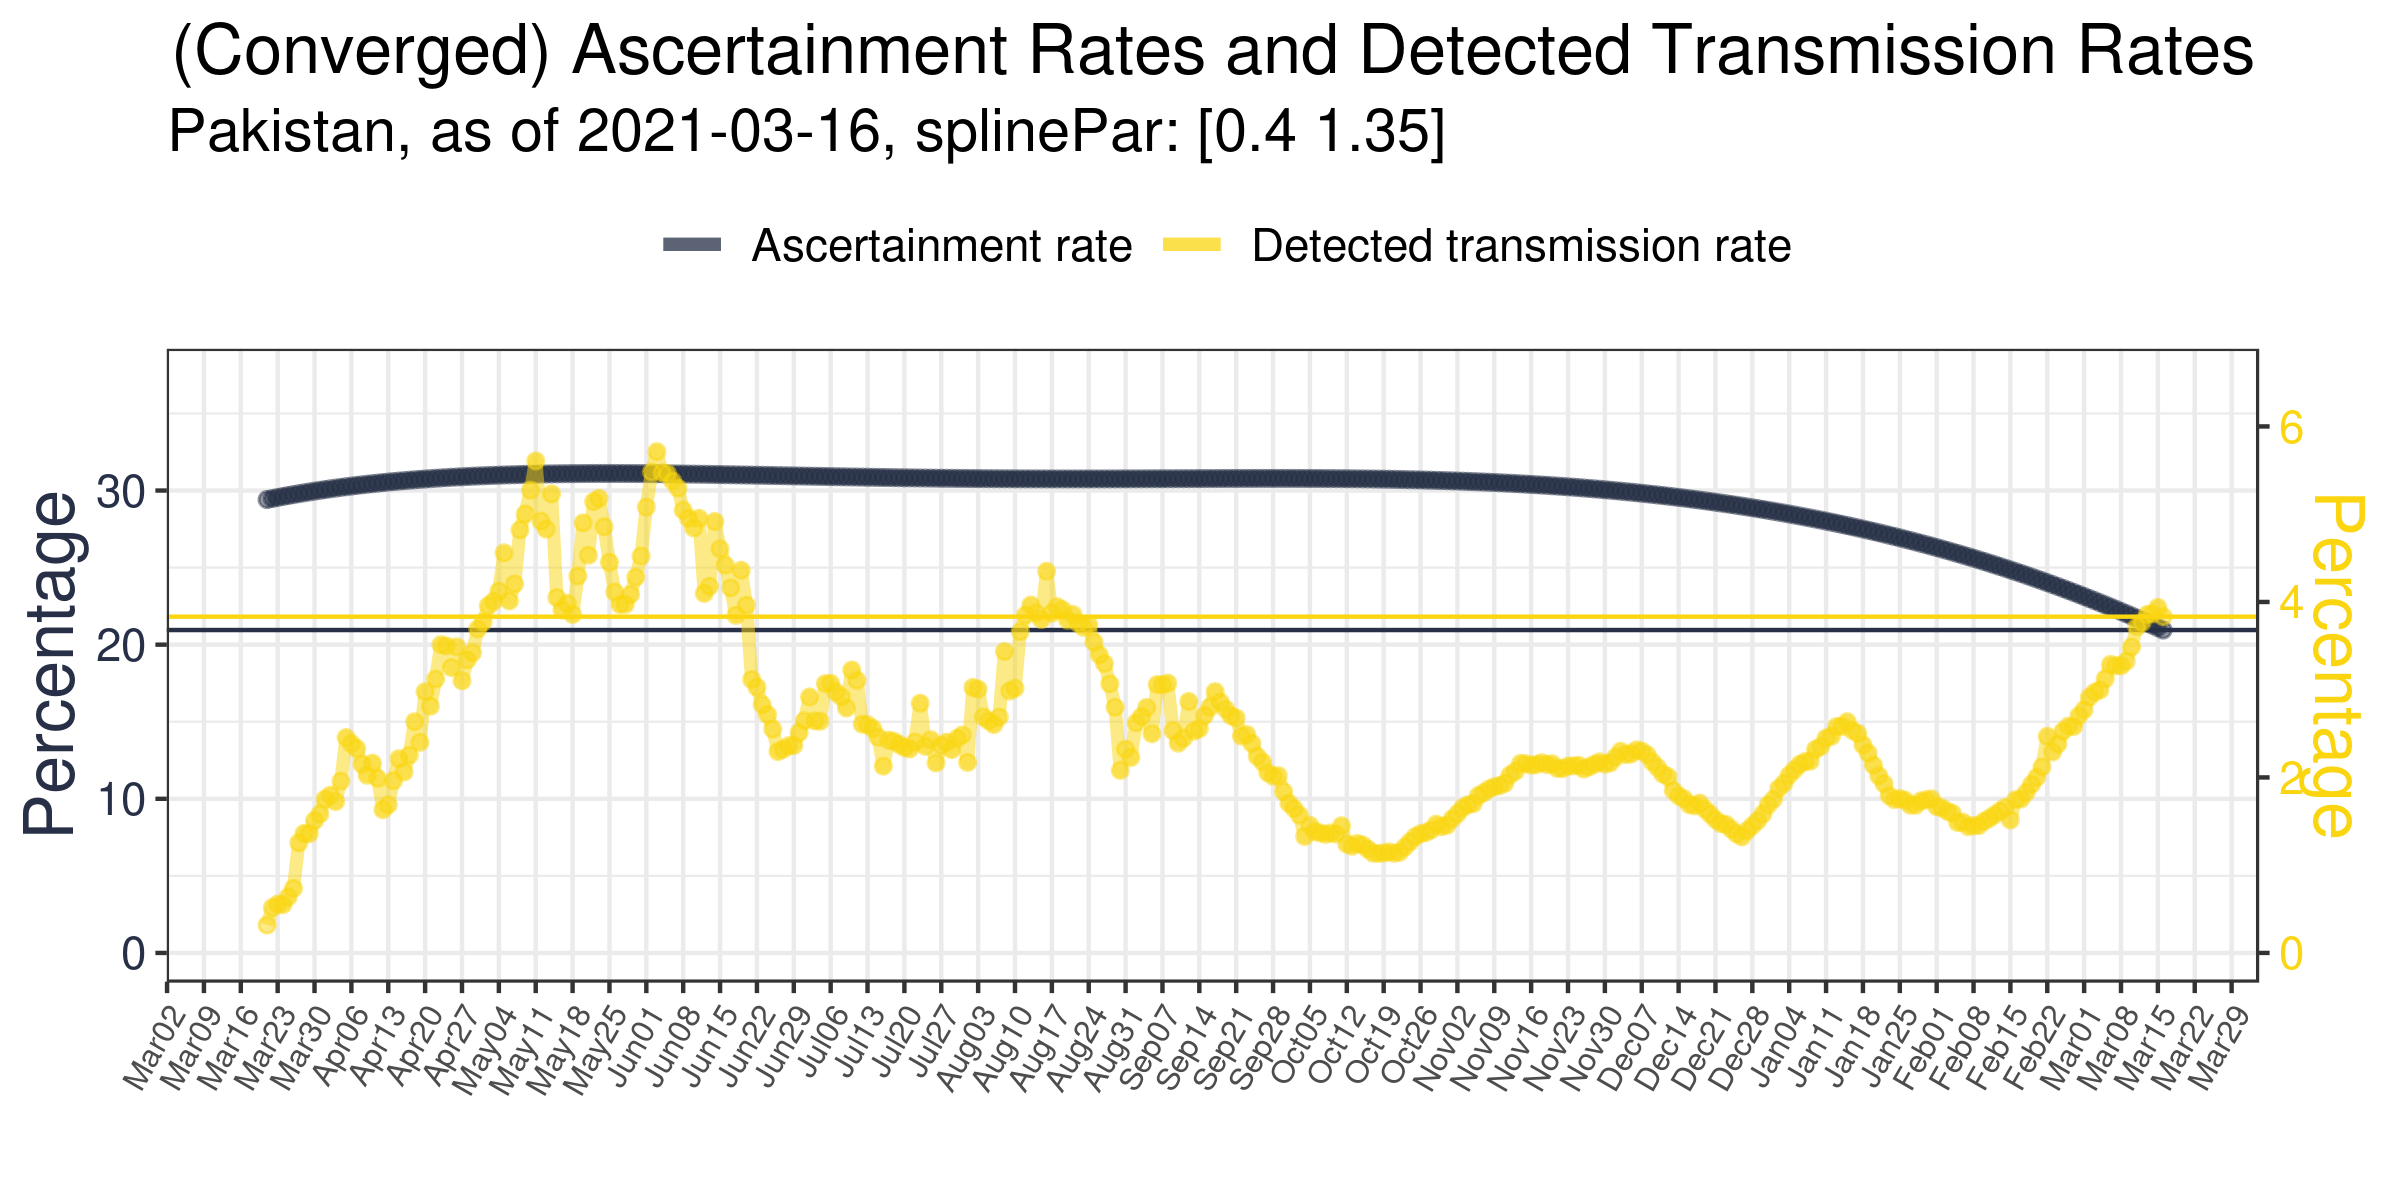 (Converged) Ascertainment Rates and Detected Transmission Rates
Pakistan, as of 2021-03-16, splinePar: [0.4 1.35]
Ascertainment rate
Detected transmission rate
Percentage
30
20
10
0
6
4
2
0
Percentage
Mar02
Mar09
Mar16
Mar23
Mar30
Apr06
Apr13
Apr20
Apr27
May04
May11
May18
May25
Jun01
Jun08
Jun15
Jun22
Jun29
Jul06
Jul13
Jul20
Jul27
Aug03
Aug10
Aug17
Aug24
Aug31
Sep07
Sep14
Sep21
Sep28
Oct05
Oct12
Oct19
Oct26
Nov02
Nov09
Nov16
Nov23
Nov30
Dec07
Dec14
Dec21
Dec28
Jan04
Jan11
Jan18
Jan25
Feb01
Feb08
Feb15
Feb22
Mar01
Mar08
Mar15
Mar22
Mar29